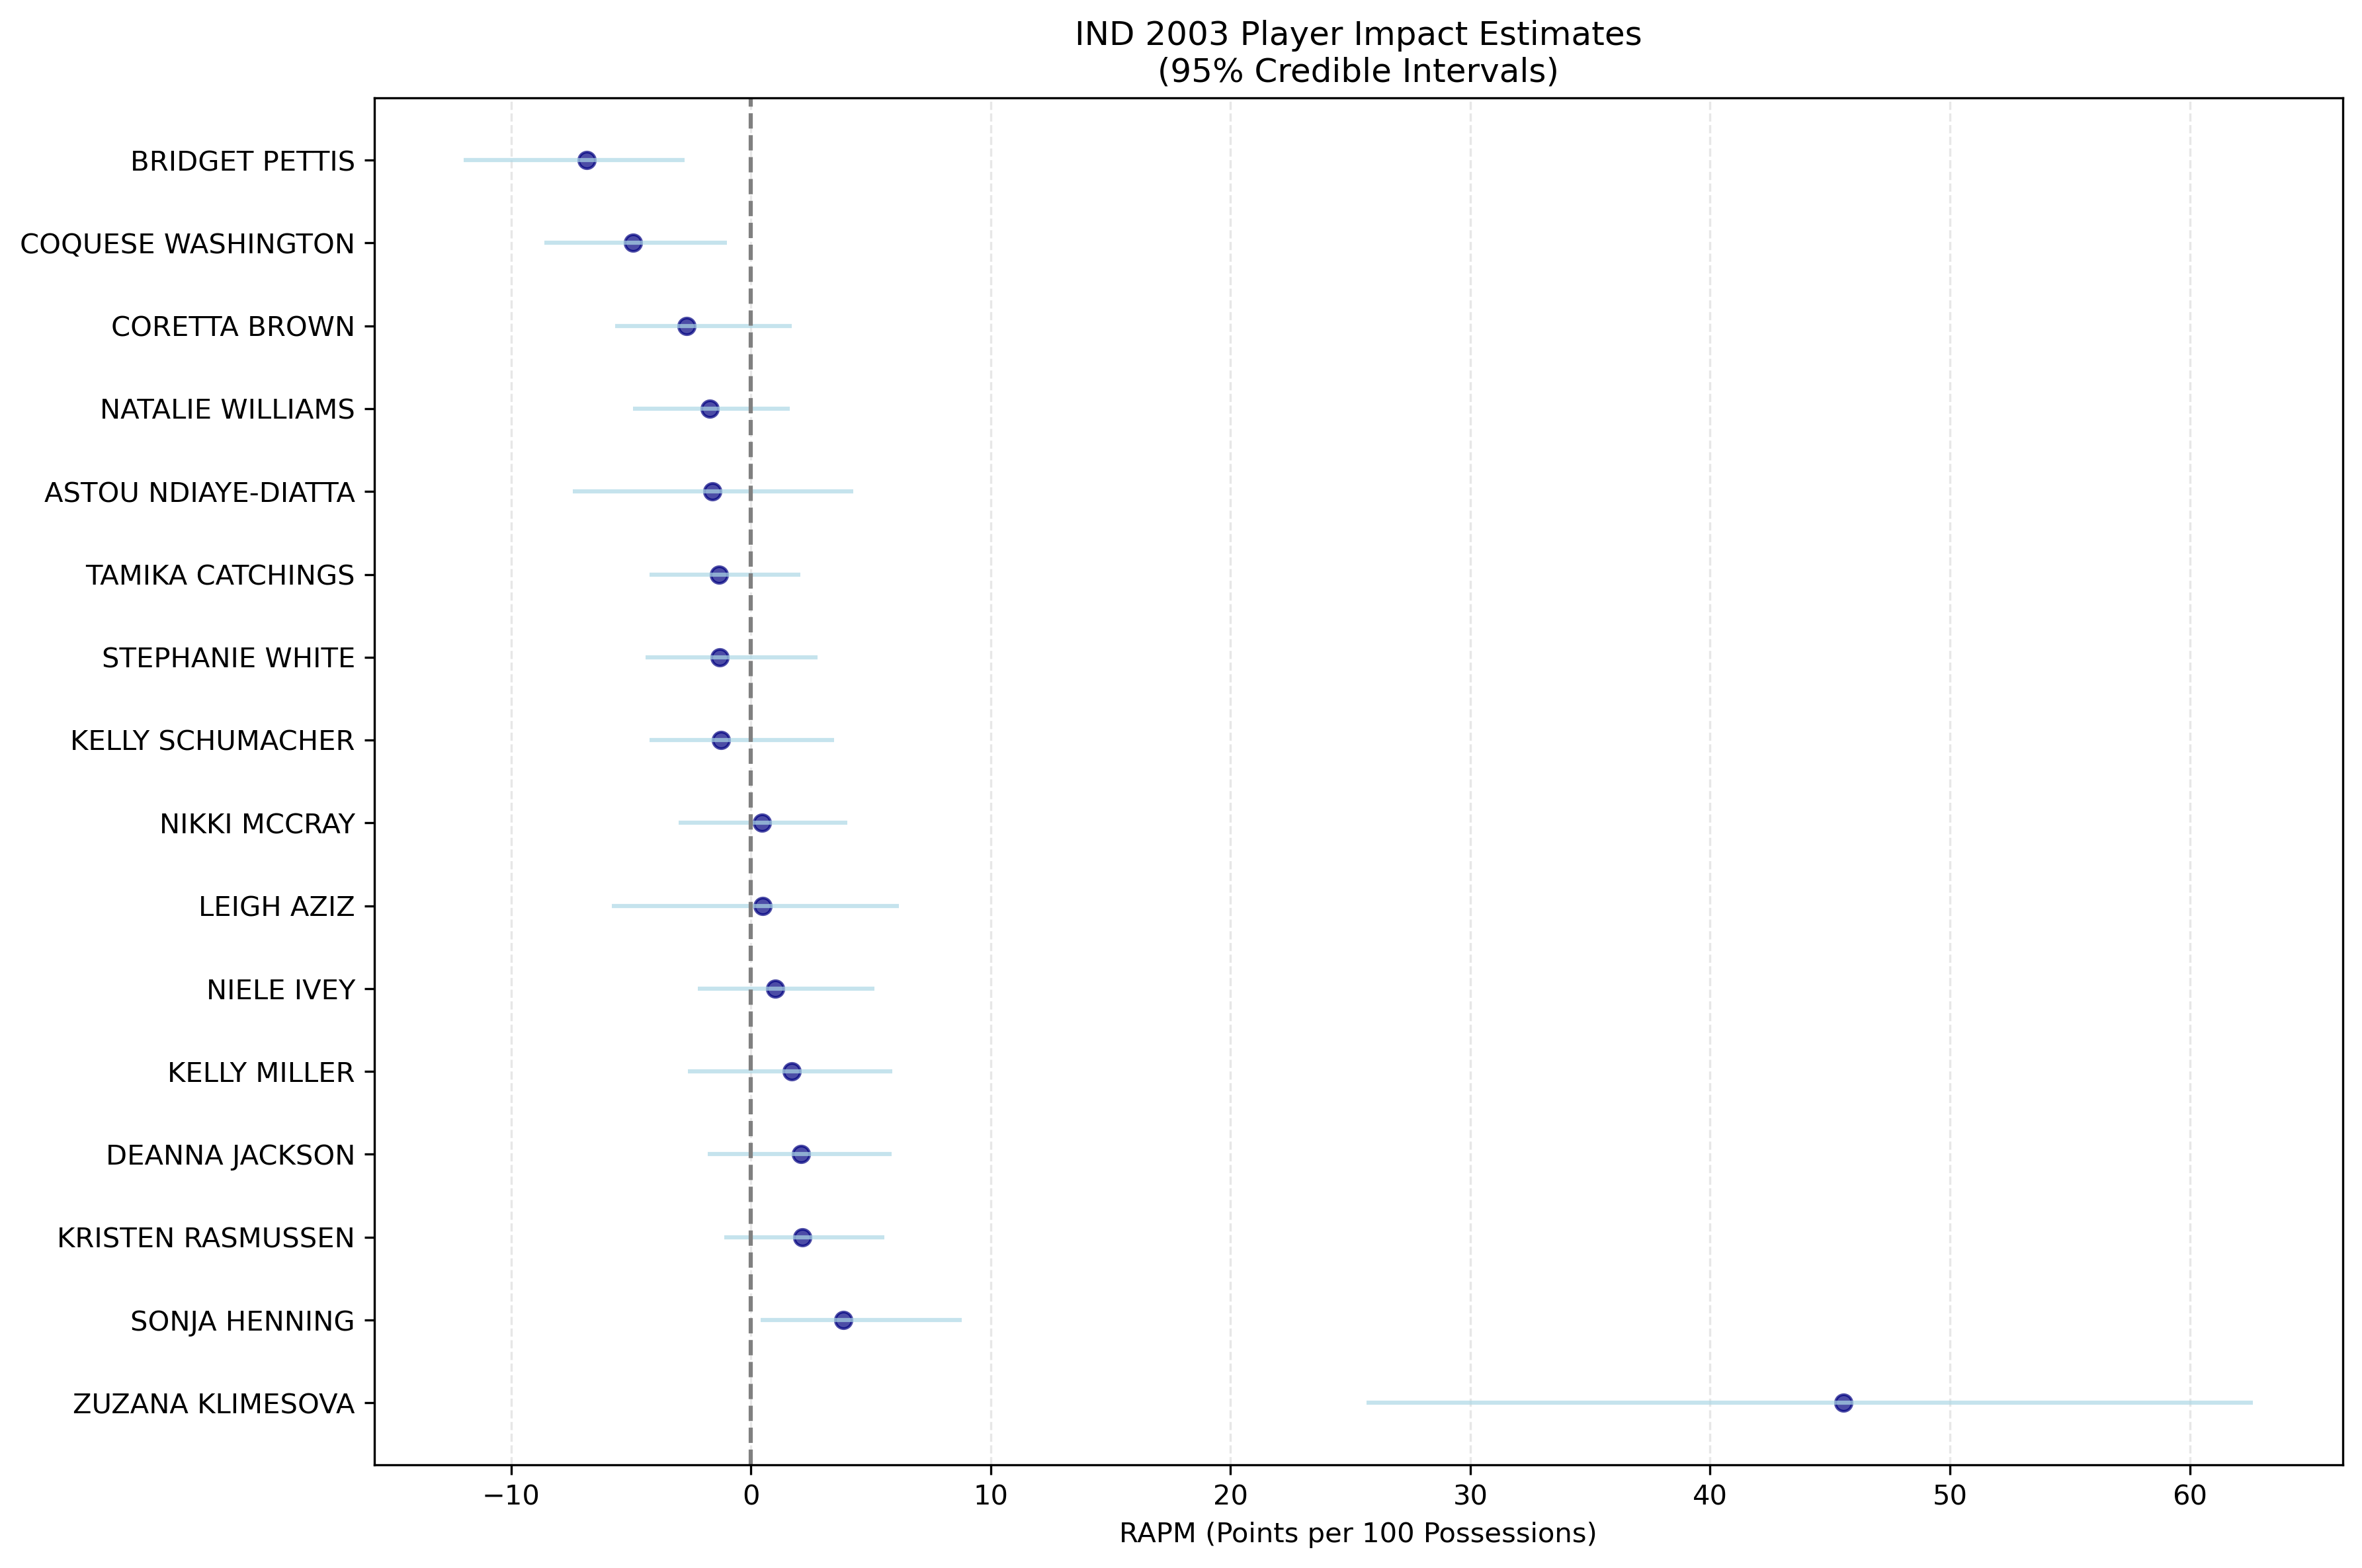 IND 2003 Player Impact Estimates
(95% Credible Intervals)
BRIDGET PETTIS
COQUESE WASHINGTON
CORETTA BROWN
NATALIE WILLIAMS
ASTOU NDIAYE-DIATTA
TAMIKA CATCHINGS
STEPHANIE WHITE
KELLY SCHUMACHER
NIKKI MCCRAY
LEIGH AZIZ
NIELE IVEY
KELLY MILLER
DEANNA JACKSON
KRISTEN RASMUSSEN
SONJA HENNING
ZUZANA KLIMESOVA
−10 0 10 20 30 40 50 60
RAPM (Points per 100 Possessions)